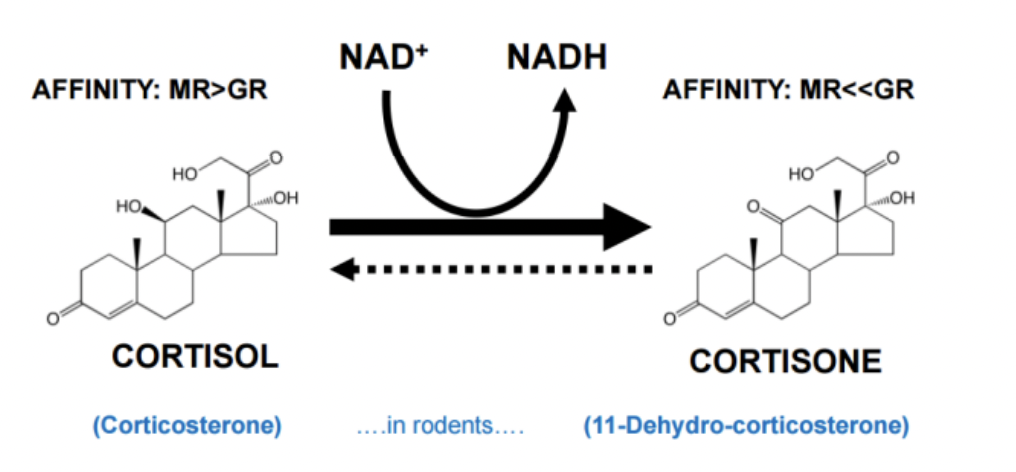 NAD⁺ NADH
AFFINITY: MR>GR AFFINITY: MR<<GR
HO O HO O
HO OH O OH
O O
CORTISOL CORTISONE
(Corticosterone) ....in rodents.... (11-Dehydro-corticosterone)